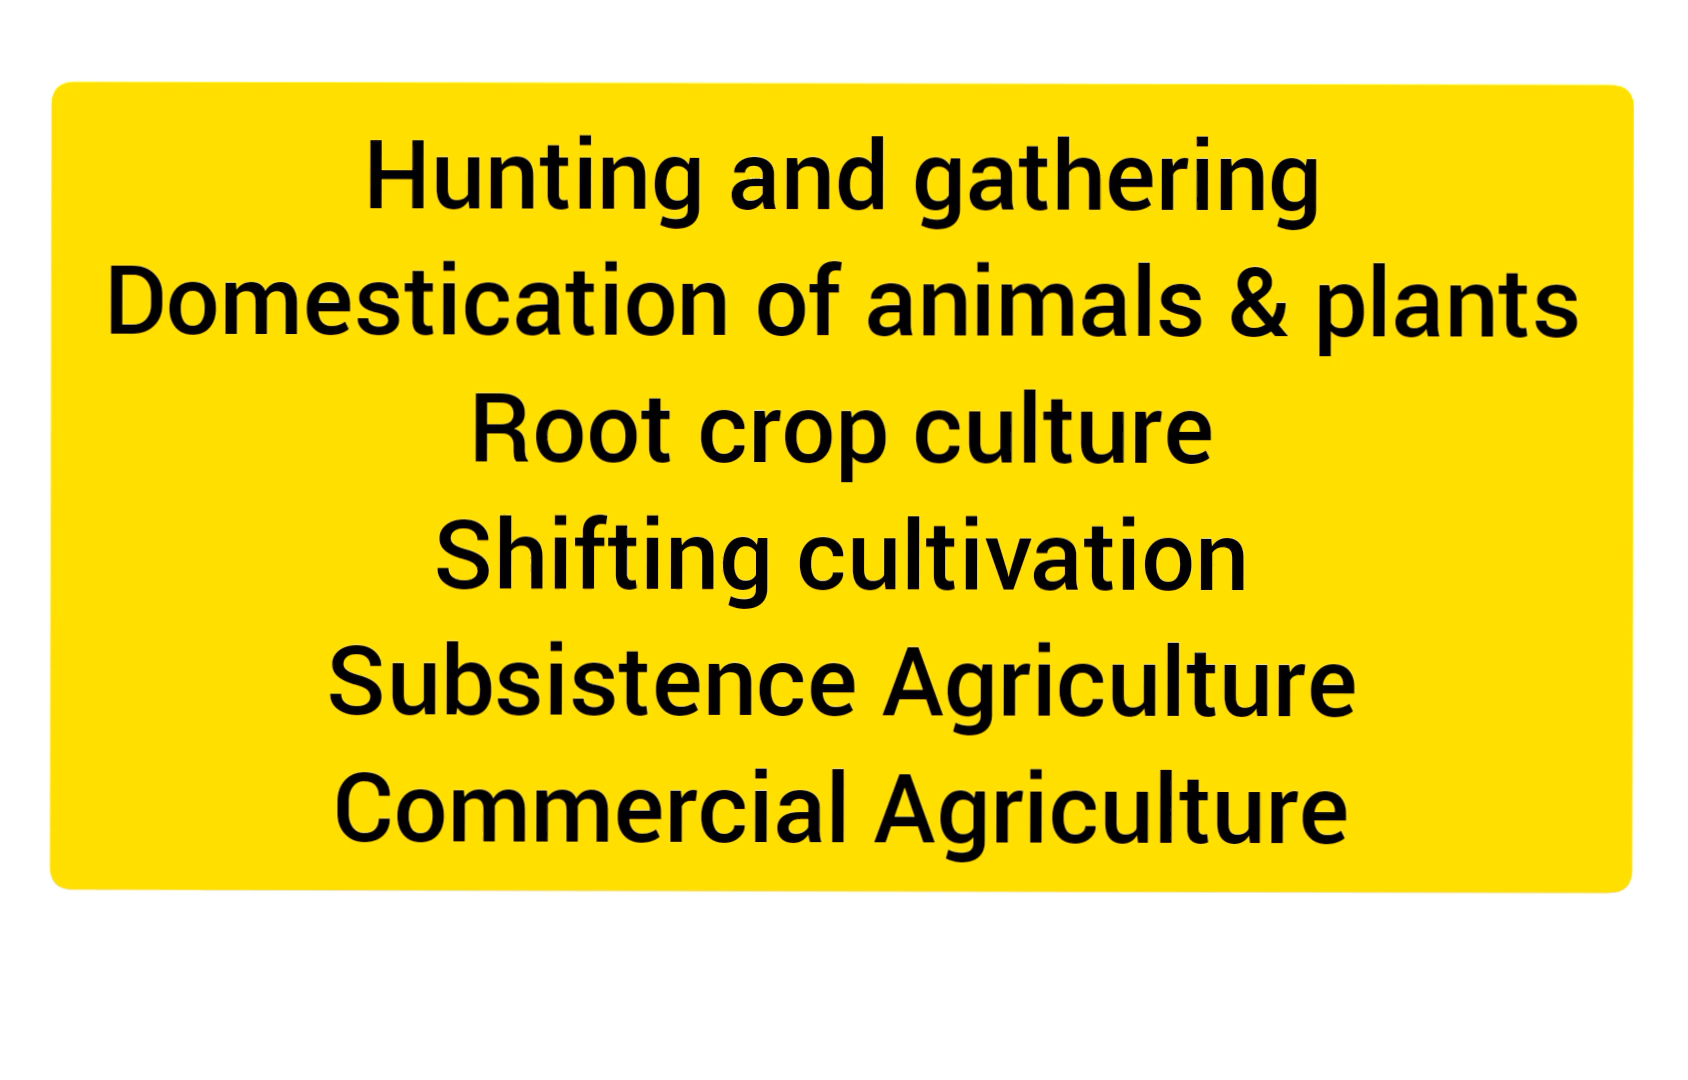 Hunting and gathering
Domestication of animals & plants
Root crop culture
Shifting cultivation
Subsistence Agriculture
Commercial Agriculture